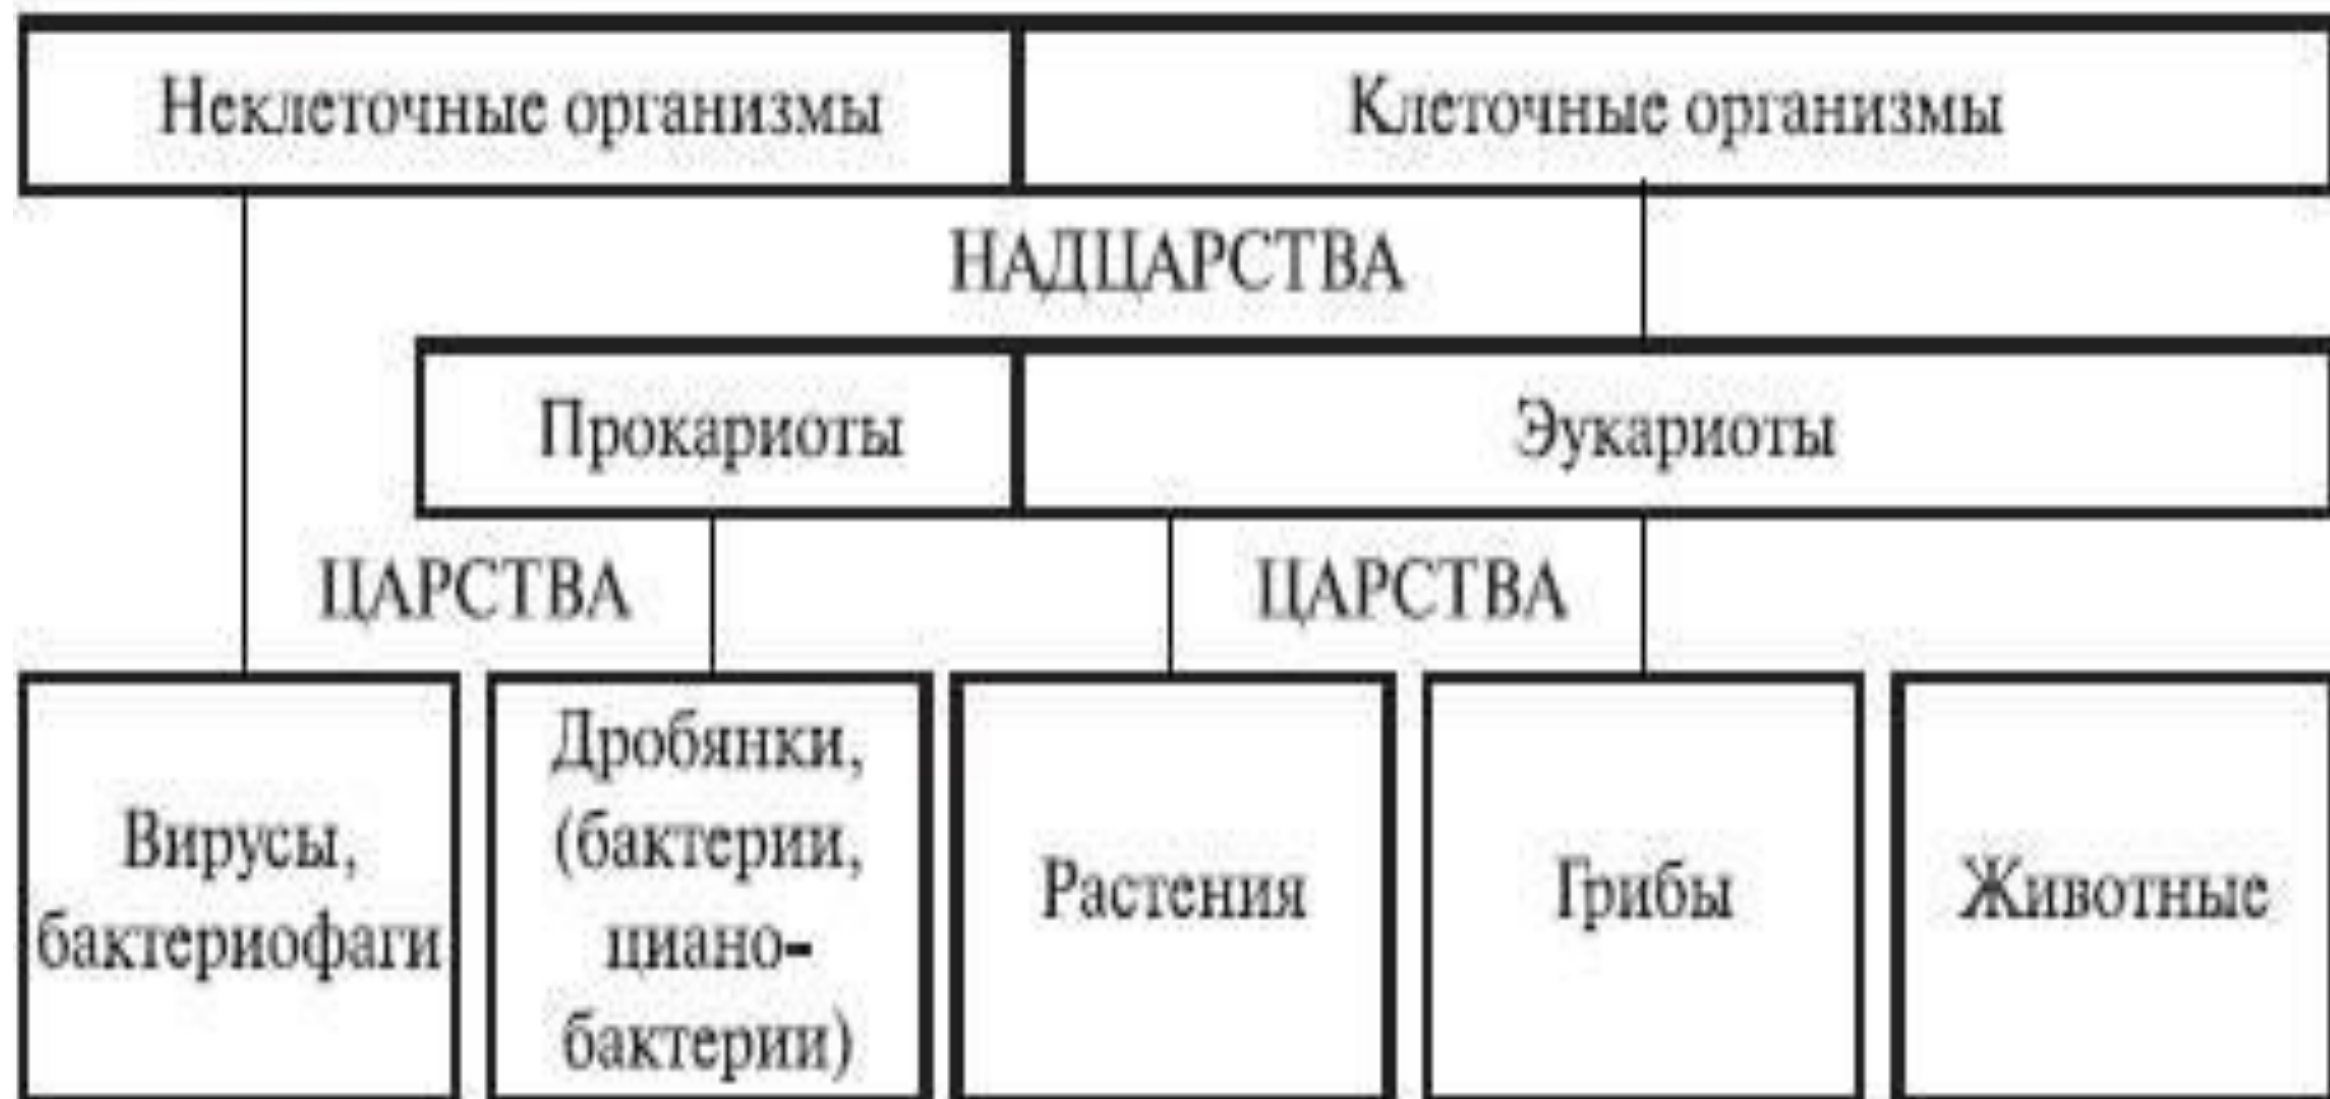 Неклеточные организмы
Клеточные организмы
НАДЦАРСТВА
Прокариоты
Эукариоты
ЦАРСТВА
ЦАРСТВА
Вирусы,
бактериофаги
Дробянки,
(бактерии,
циано-
бактерии)
Растения
Грибы
Животные